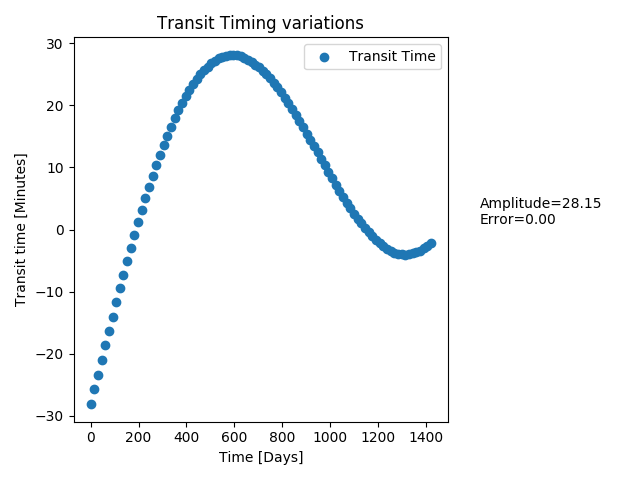 Transit Timing variations
Transit Time
Transit time [Minutes]
30
20
10
0
−10
−20
−30
0 200 400 600 800 1000 1200 1400
Time [Days]
Amplitude=28.15
Error=0.00